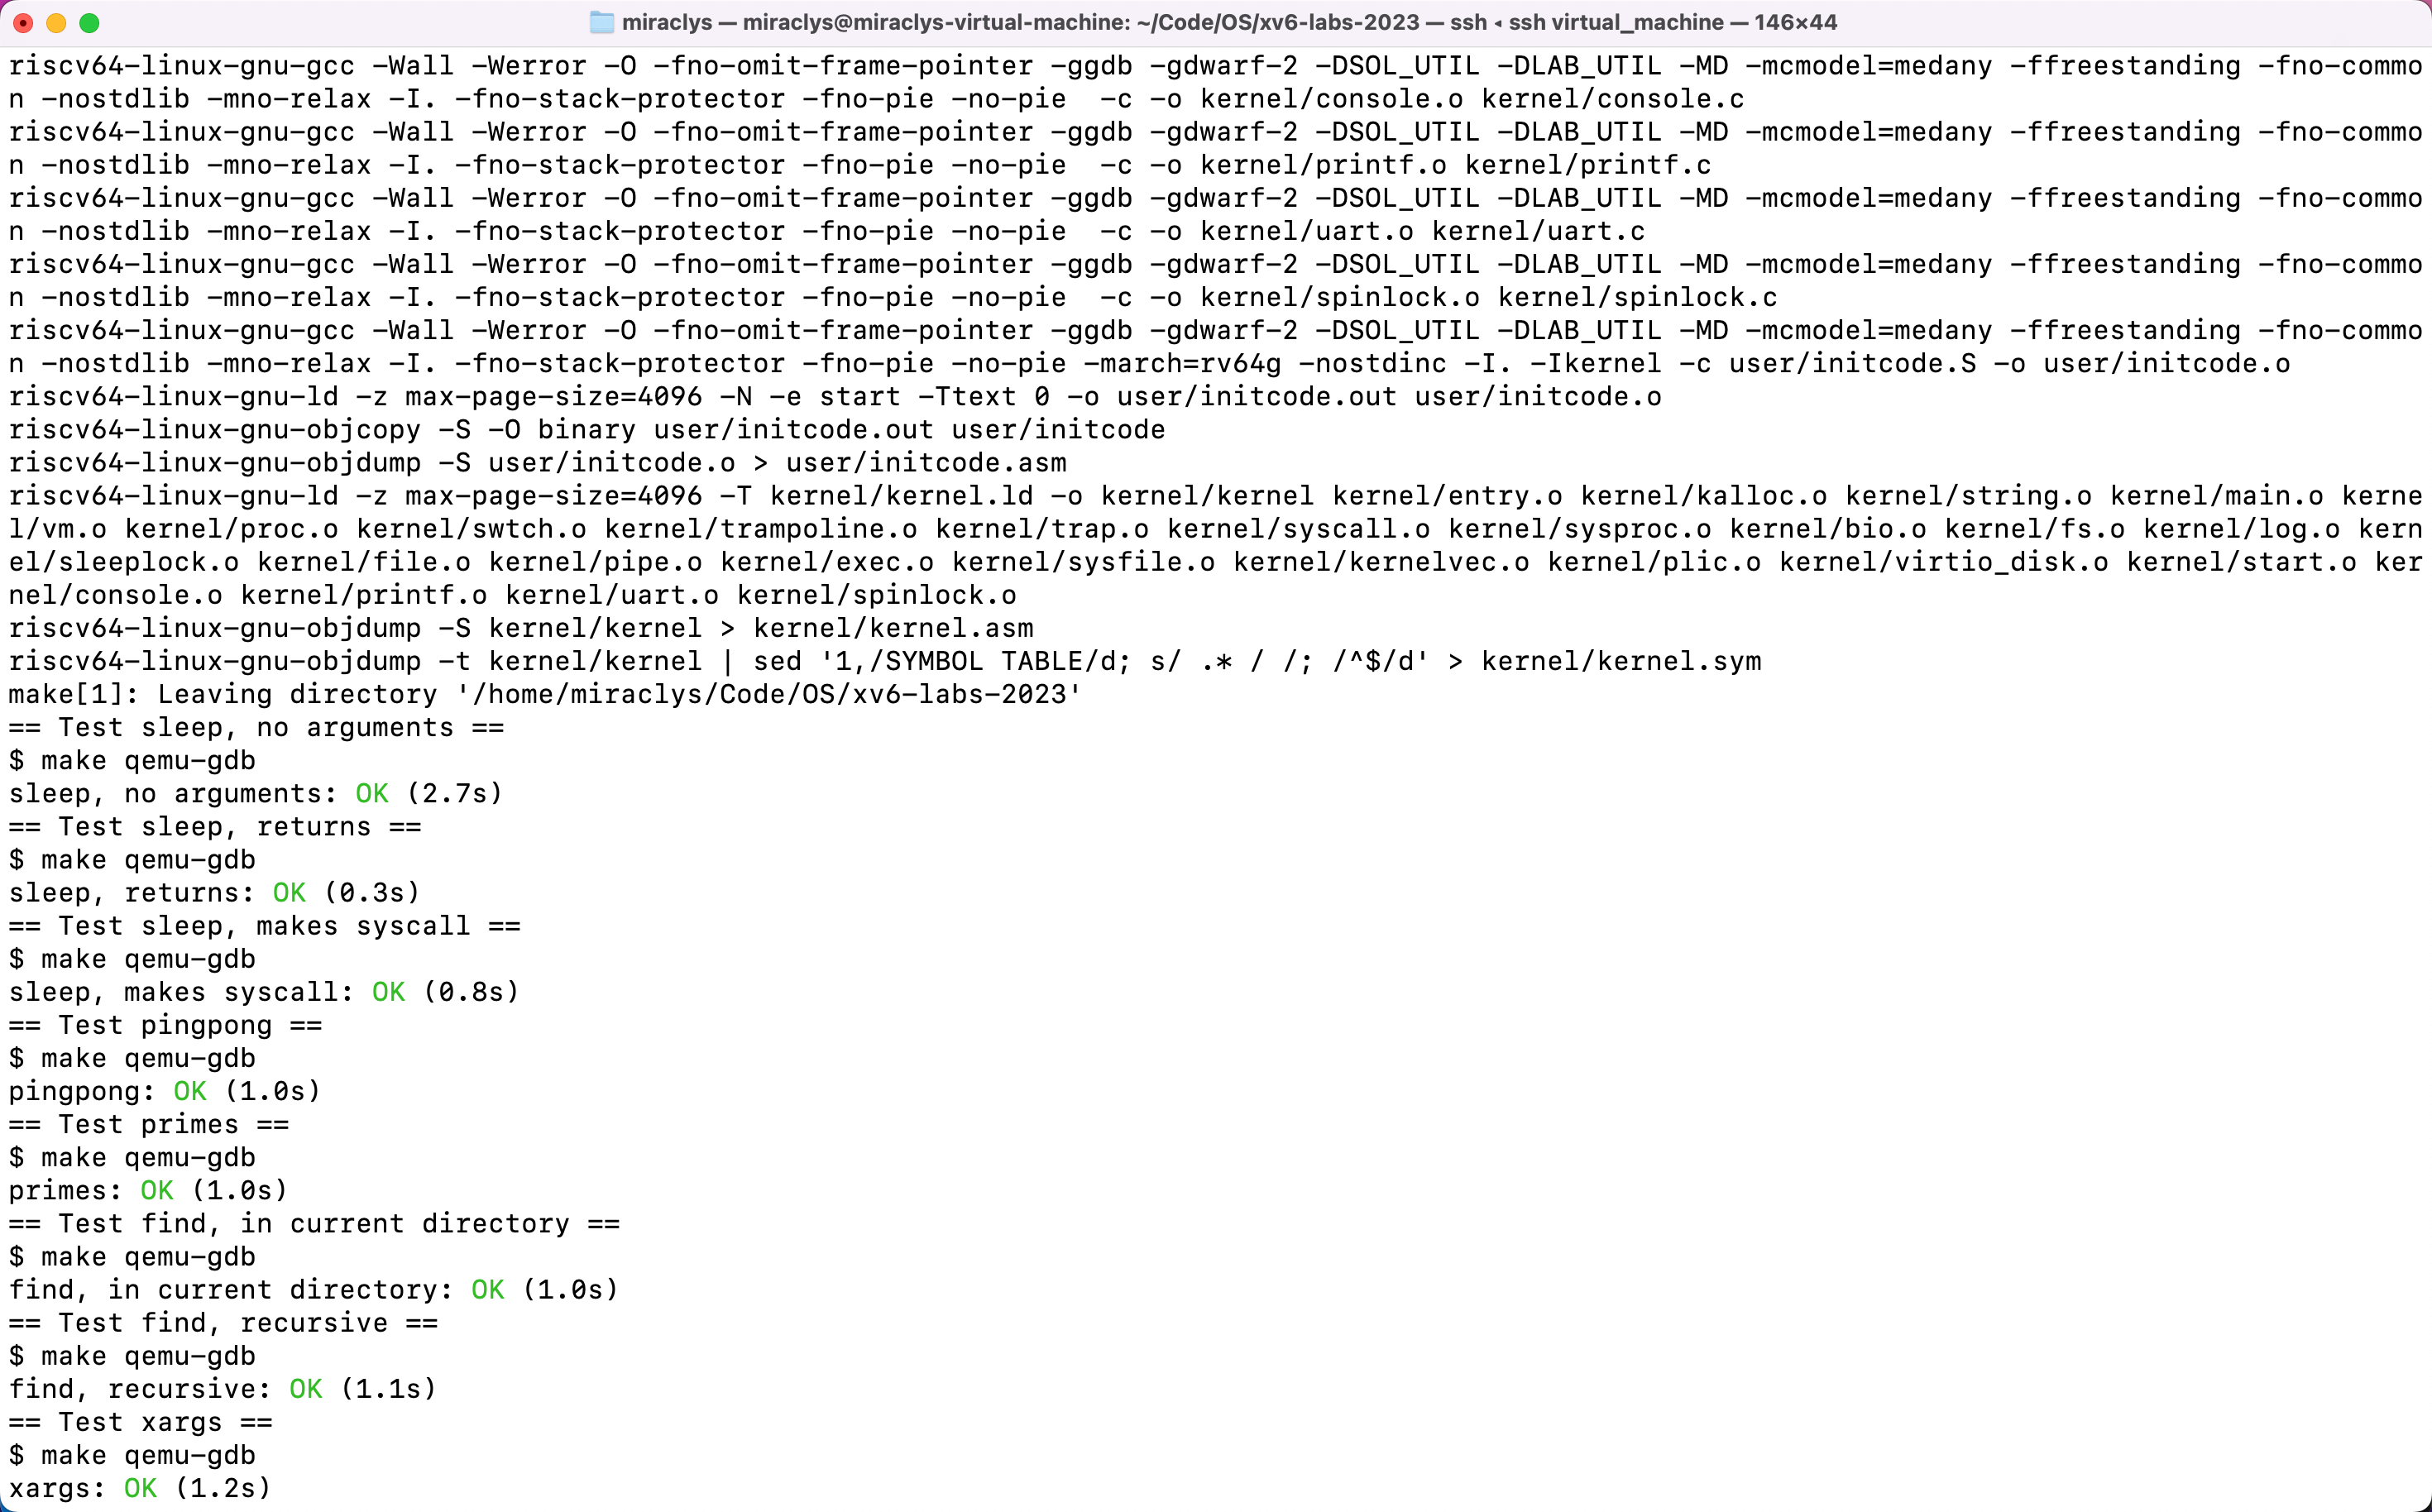 miraclys — miraclys@miraclys-virtual-machine: ~/Code/OS/xv6-labs-2023 — ssh ◂ ssh virtual_machine — 146×44
riscv64-linux-gnu-gcc -Wall -Werror -O -fno-omit-frame-pointer -ggdb -gdwarf-2 -DSOL_UTIL -DLAB_UTIL -MD -mcmodel=medany -ffreestanding -fno-commo
n -nostdlib -mno-relax -I. -fno-stack-protector -fno-pie -no-pie  -c -o kernel/console.o kernel/console.c
riscv64-linux-gnu-gcc -Wall -Werror -O -fno-omit-frame-pointer -ggdb -gdwarf-2 -DSOL_UTIL -DLAB_UTIL -MD -mcmodel=medany -ffreestanding -fno-commo
n -nostdlib -mno-relax -I. -fno-stack-protector -fno-pie -no-pie  -c -o kernel/printf.o kernel/printf.c
riscv64-linux-gnu-gcc -Wall -Werror -O -fno-omit-frame-pointer -ggdb -gdwarf-2 -DSOL_UTIL -DLAB_UTIL -MD -mcmodel=medany -ffreestanding -fno-commo
n -nostdlib -mno-relax -I. -fno-stack-protector -fno-pie -no-pie  -c -o kernel/uart.o kernel/uart.c
riscv64-linux-gnu-gcc -Wall -Werror -O -fno-omit-frame-pointer -ggdb -gdwarf-2 -DSOL_UTIL -DLAB_UTIL -MD -mcmodel=medany -ffreestanding -fno-commo
n -nostdlib -mno-relax -I. -fno-stack-protector -fno-pie -no-pie  -c -o kernel/spinlock.o kernel/spinlock.c
riscv64-linux-gnu-gcc -Wall -Werror -O -fno-omit-frame-pointer -ggdb -gdwarf-2 -DSOL_UTIL -DLAB_UTIL -MD -mcmodel=medany -ffreestanding -fno-commo
n -nostdlib -mno-relax -I. -fno-stack-protector -fno-pie -no-pie -march=rv64g -nostdinc -I. -Ikernel -c user/initcode.S -o user/initcode.o
riscv64-linux-gnu-ld -z max-page-size=4096 -N -e start -Ttext 0 -o user/initcode.out user/initcode.o
riscv64-linux-gnu-objcopy -S -O binary user/initcode.out user/initcode
riscv64-linux-gnu-objdump -S user/initcode.o > user/initcode.asm
riscv64-linux-gnu-ld -z max-page-size=4096 -T kernel/kernel.ld -o kernel/kernel kernel/entry.o kernel/kalloc.o kernel/string.o kernel/main.o kerne
l/vm.o kernel/proc.o kernel/swtch.o kernel/trampoline.o kernel/trap.o kernel/syscall.o kernel/sysproc.o kernel/bio.o kernel/fs.o kernel/log.o kern
el/sleeplock.o kernel/file.o kernel/pipe.o kernel/exec.o kernel/sysfile.o kernel/kernelvec.o kernel/plic.o kernel/virtio_disk.o kernel/start.o ker
nel/console.o kernel/printf.o kernel/uart.o kernel/spinlock.o
riscv64-linux-gnu-objdump -S kernel/kernel > kernel/kernel.asm
riscv64-linux-gnu-objdump -t kernel/kernel | sed '1,/SYMBOL TABLE/d; s/ .* / /; /^$/d' > kernel/kernel.sym
make[1]: Leaving directory '/home/miraclys/Code/OS/xv6-labs-2023'
== Test sleep, no arguments ==
$ make qemu-gdb
sleep, no arguments: OK (2.7s)
== Test sleep, returns ==
$ make qemu-gdb
sleep, returns: OK (0.3s)
== Test sleep, makes syscall ==
$ make qemu-gdb
sleep, makes syscall: OK (0.8s)
== Test pingpong ==
$ make qemu-gdb
pingpong: OK (1.0s)
== Test primes ==
$ make qemu-gdb
primes: OK (1.0s)
== Test find, in current directory ==
$ make qemu-gdb
find, in current directory: OK (1.0s)
== Test find, recursive ==
$ make qemu-gdb
find, recursive: OK (1.1s)
== Test xargs ==
$ make qemu-gdb
xargs: OK (1.2s)